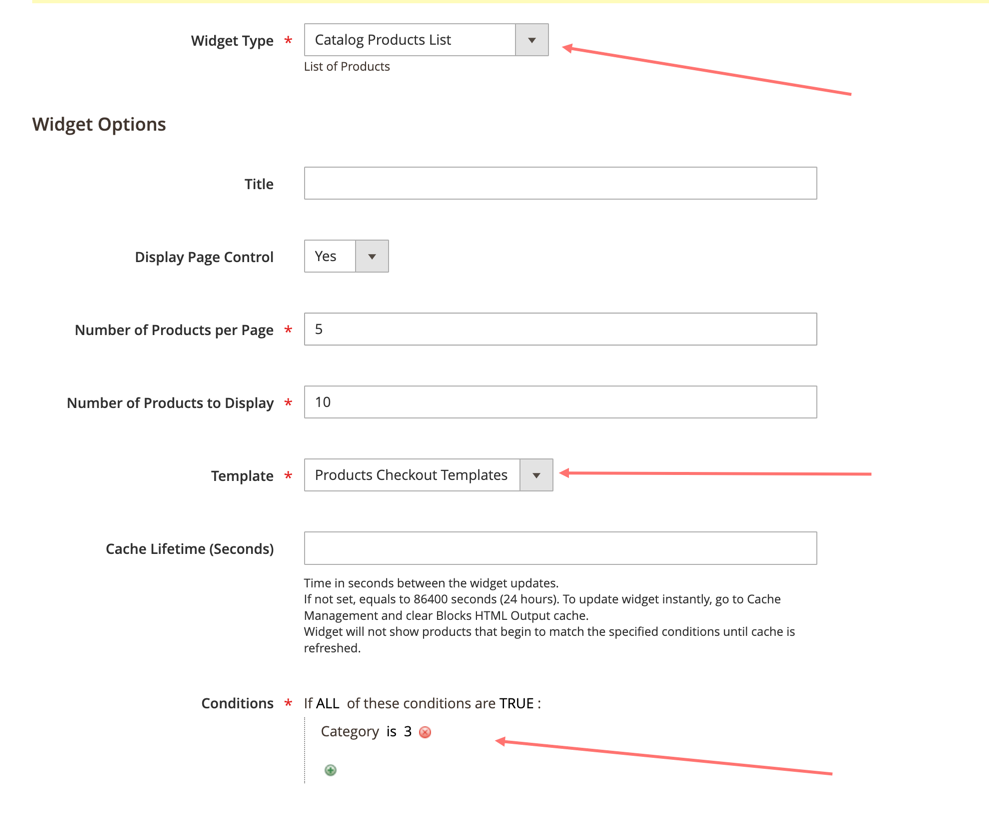 Widget Type * Catalog Products List
List of Products
Widget Options
Title
Display Page Control Yes
Number of Products per Page * 5
Number of Products to Display * 10
Template * Products Checkout Templates
Cache Lifetime (Seconds)
Time in seconds between the widget updates.
If not set, equals to 86400 seconds (24 hours). To update widget instantly, go to Cache
Management and clear Blocks HTML Output cache.
Widget will not show products that begin to match the specified conditions until cache is
refreshed.
Conditions * If ALL of these conditions are TRUE :
Category is 3